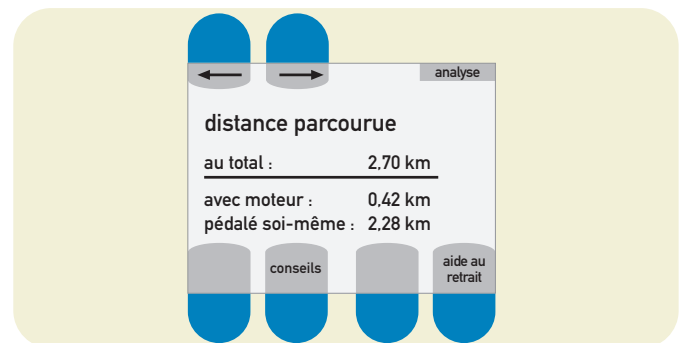 analyse
distance parcourue
au total : 2,70 km
avec moteur : 0,42 km
pédalé soi-même : 2,28 km
conseils
aide au
retrait